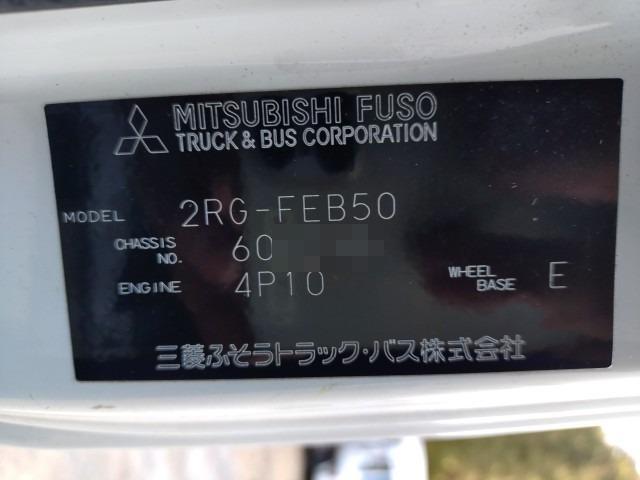 MITSUBISHI FUSO
TRUCK & BUS CORPORATION
MODEL 2RG-FEB50
CHASSIS NO. 60
ENGINE 4P10
WHEEL BASE E
三菱ふそうトラック・バス株式会社